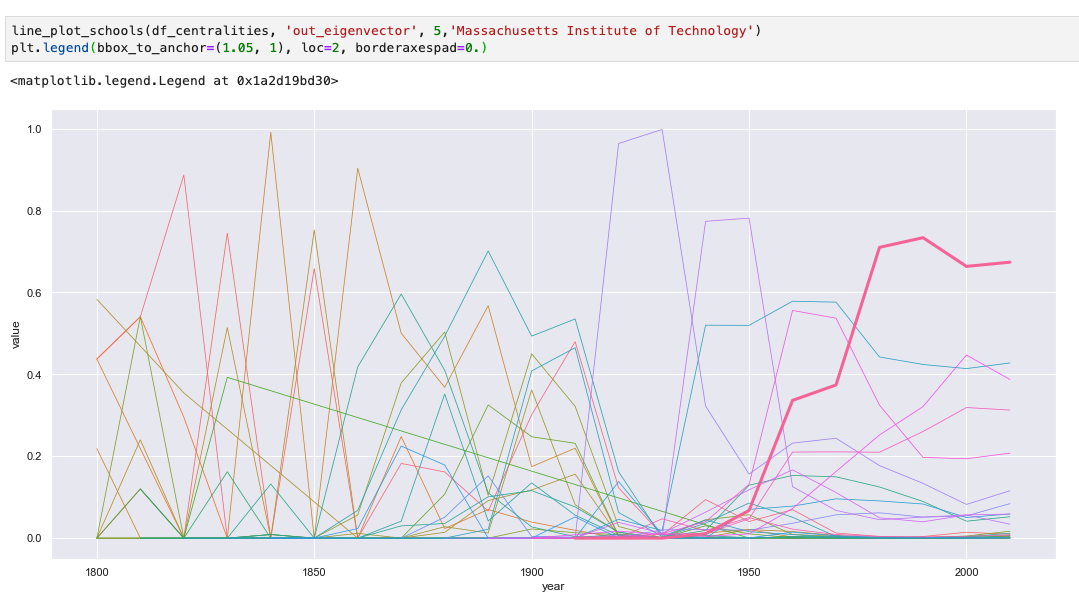 line_plot_schools(df_centralities, 'out_eigenvector', 5,'Massachusetts Institute of Technology')
plt.legend(bbox_to_anchor=(1.05, 1), loc=2, borderaxespad=0.)
<matplotlib.legend.Legend at 0x1a2d19bd30>
1.0
0.8
0.6
0.4
0.2
0.0
value
1800
1850
1900
1950
2000
year